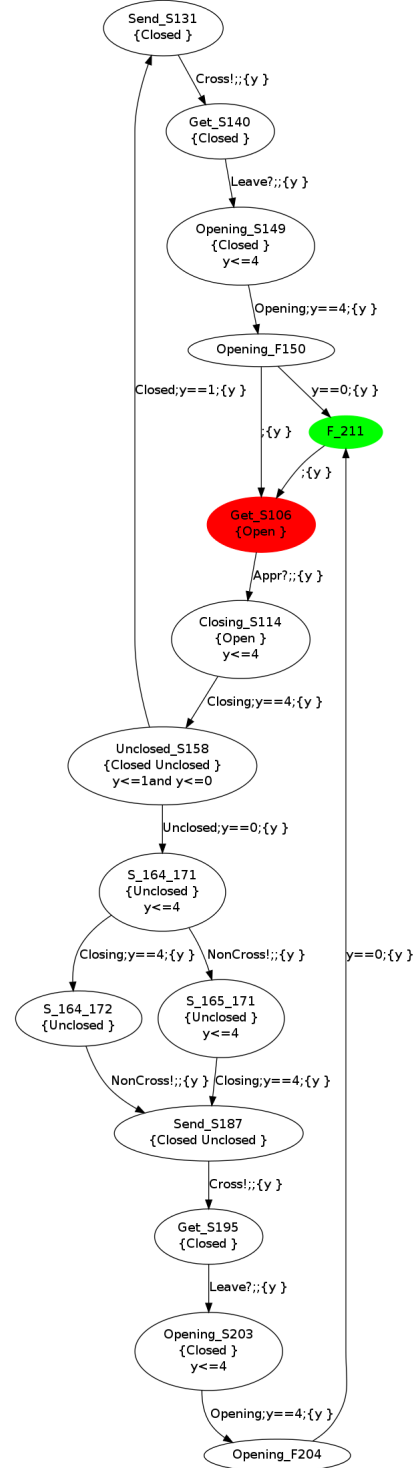 Send_S131
{Closed }
Cross!;;{y }
Get_S140
{Closed }
Leave?;;{y }
Opening_S149
{Closed }
y<=4
Opening;y==4;{y }
Opening_F150
Closed;y==1;{y }
y==0;{y }
;{y }
F_211
;{y }
Get_S106
{Open }
Appr?;;{y }
Closing_S114
{Open }
y<=4
Closing;y==4;{y }
Unclosed_S158
{Closed Unclosed }
y<=1and y<=0
Unclosed;y==0;{y }
S_164_171
{Unclosed }
y<=4
Closing;y==4;{y }
NonCross!;;{y }
y==0;{y }
S_164_172
{Unclosed }
S_165_171
{Unclosed }
y<=4
NonCross!;;{y }
Closing;y==4;{y }
Send_S187
{Closed Unclosed }
Cross!;;{y }
Get_S195
{Closed }
Leave?;;{y }
Opening_S203
{Closed }
y<=4
Opening;y==4;{y }
Opening_F204